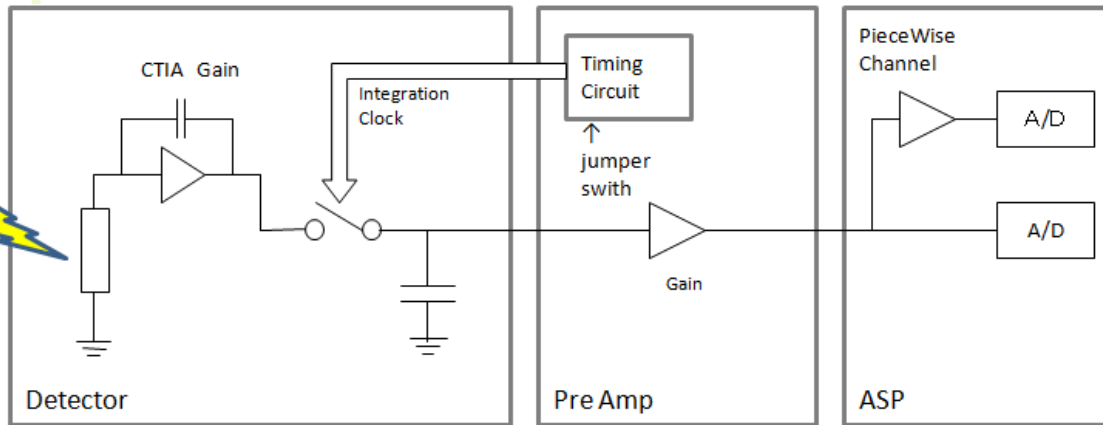 CTIA Gain
Integration
Clock
Detector
Timing
Circuit
↑
jumper
swith
Gain
Pre Amp
PieceWise
Channel
A/D
A/D
ASP